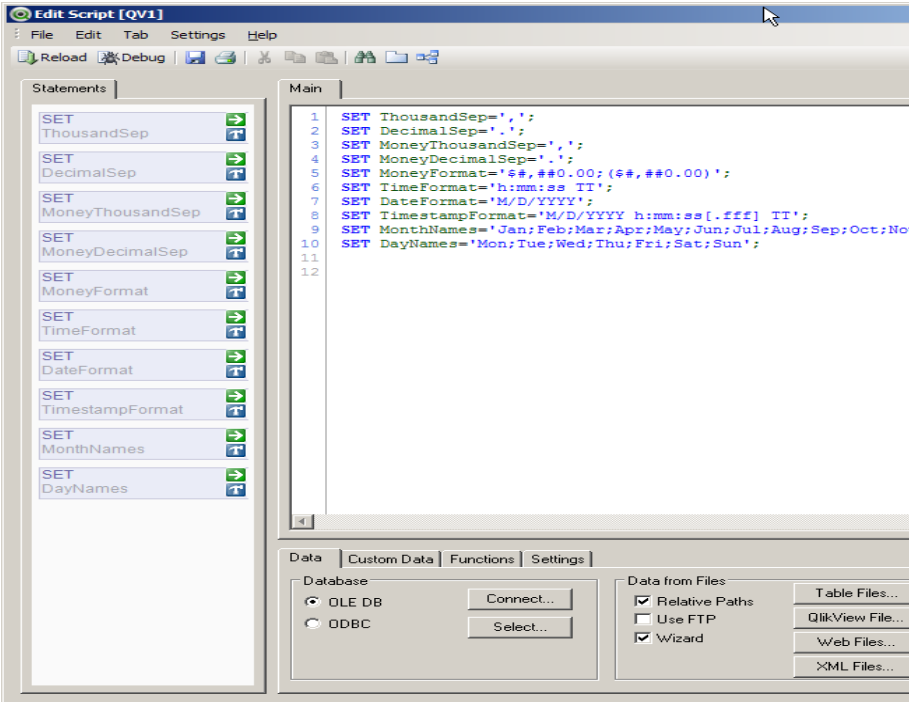 Edit Script [QV1]
File Edit Tab Settings Help
Reload Debug
Statements
SET
ThousandSep
SET
DecimalSep
SET
MoneyThousandSep
SET
MoneyDecimalSep
SET
MoneyFormat
SET
TimeFormat
SET
DateFormat
SET
TimestampFormat
SET
MonthNames
SET
DayNames
Main
1 SET ThousandSep=',';
2 SET DecimalSep='.';
3 SET MoneyThousandSep=',';
4 SET MoneyDecimalSep='.';
5 SET MoneyFormat='$#,##0.00;($#,##0.00)';
6 SET TimeFormat='h:mm:ss TT';
7 SET DateFormat='M/D/YYYY';
8 SET TimestampFormat='M/D/YYYY h:mm:ss[.fff] TT';
9 SET MonthNames='Jan;Feb;Mar;Apr;May;Jun;Jul;Aug;Sep;Oct;No
10 SET DayNames='Mon;Tue;Wed;Thu;Fri;Sat;Sun';
11
12
Data Custom Data Functions Settings
Database
OLE DB
ODBC
Connect...
Select...
Data from Files
Relative Paths
Use FTP
Wizard
Table Files...
QlikView File...
Web Files...
XML Files...